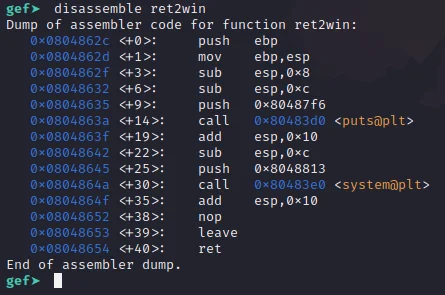 gef➤  disassemble ret2win
Dump of assembler code for function ret2win:
   0x0804862c <+0>:     push   ebp
   0x0804862d <+1>:     mov    ebp,esp
   0x0804862f <+3>:     sub    esp,0x8
   0x08048632 <+6>:     sub    esp,0xc
   0x08048635 <+9>:     push   0x80487f6
   0x0804863a <+14>:    call   0x80483d0 <puts@plt>
   0x0804863f <+19>:    add    esp,0x10
   0x08048642 <+22>:    sub    esp,0xc
   0x08048645 <+25>:    push   0x8048813
   0x0804864a <+30>:    call   0x80483e0 <system@plt>
   0x0804864f <+35>:    add    esp,0x10
   0x08048652 <+38>:    nop
   0x08048653 <+39>:    leave
   0x08048654 <+40>:    ret
End of assembler dump.
gef➤